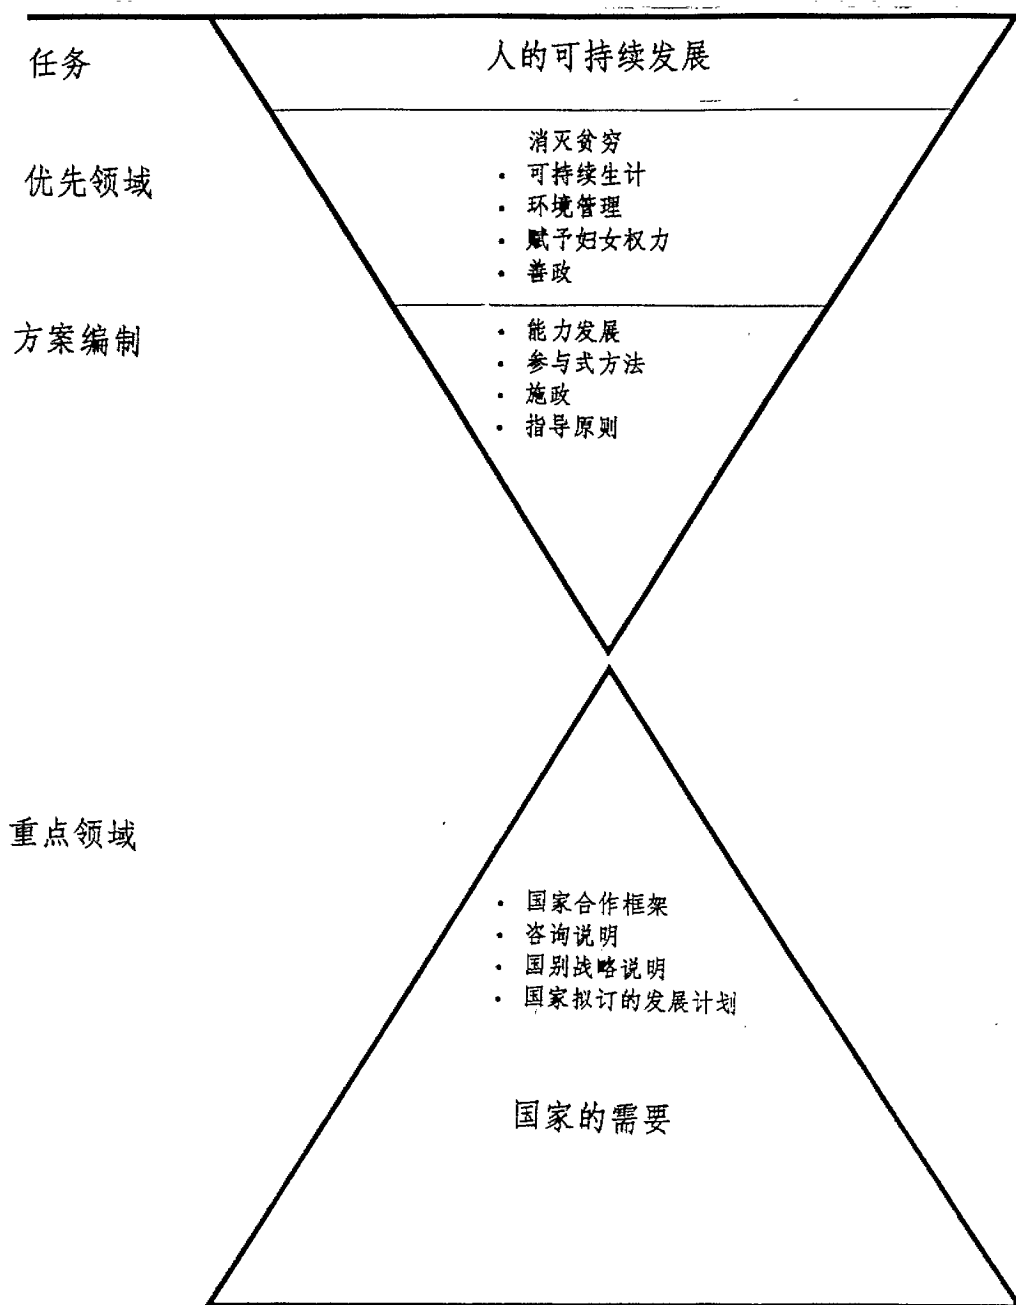 任务
人的可持续发展
优先领域
消灭贫穷
· 可持续生计
· 环境管理
· 赋予妇女权力
· 善政
方案编制
· 能力发展
· 参与式方法
· 施政
· 指导原则
重点领域
· 国家合作框架
· 咨询说明
· 国别战略说明
· 国家拟订的发展计划
国家的需要